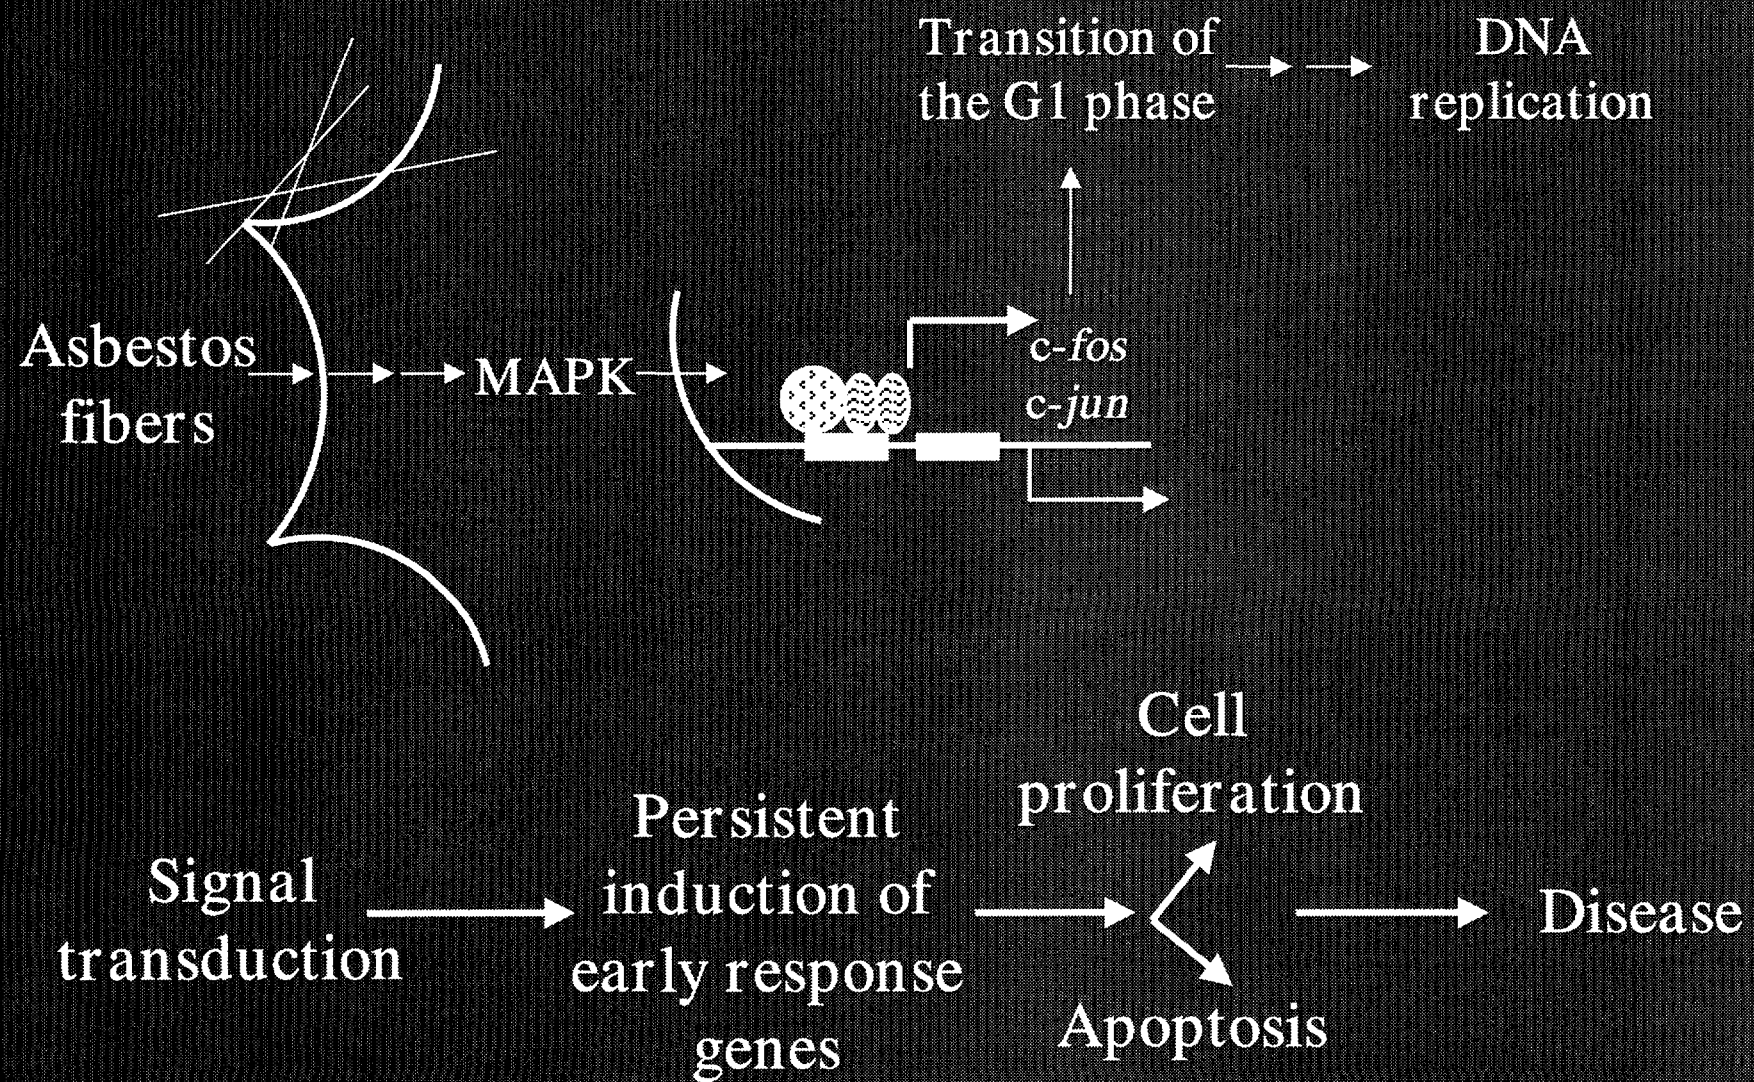 Transition of
the G1 phase
DNA
replication
Asbestos
fibers
MAPK
c-fos
c-jun
Cell
proliferation
Signal
transduction
Persistent
induction of
early response
genes
Disease
Apoptosis